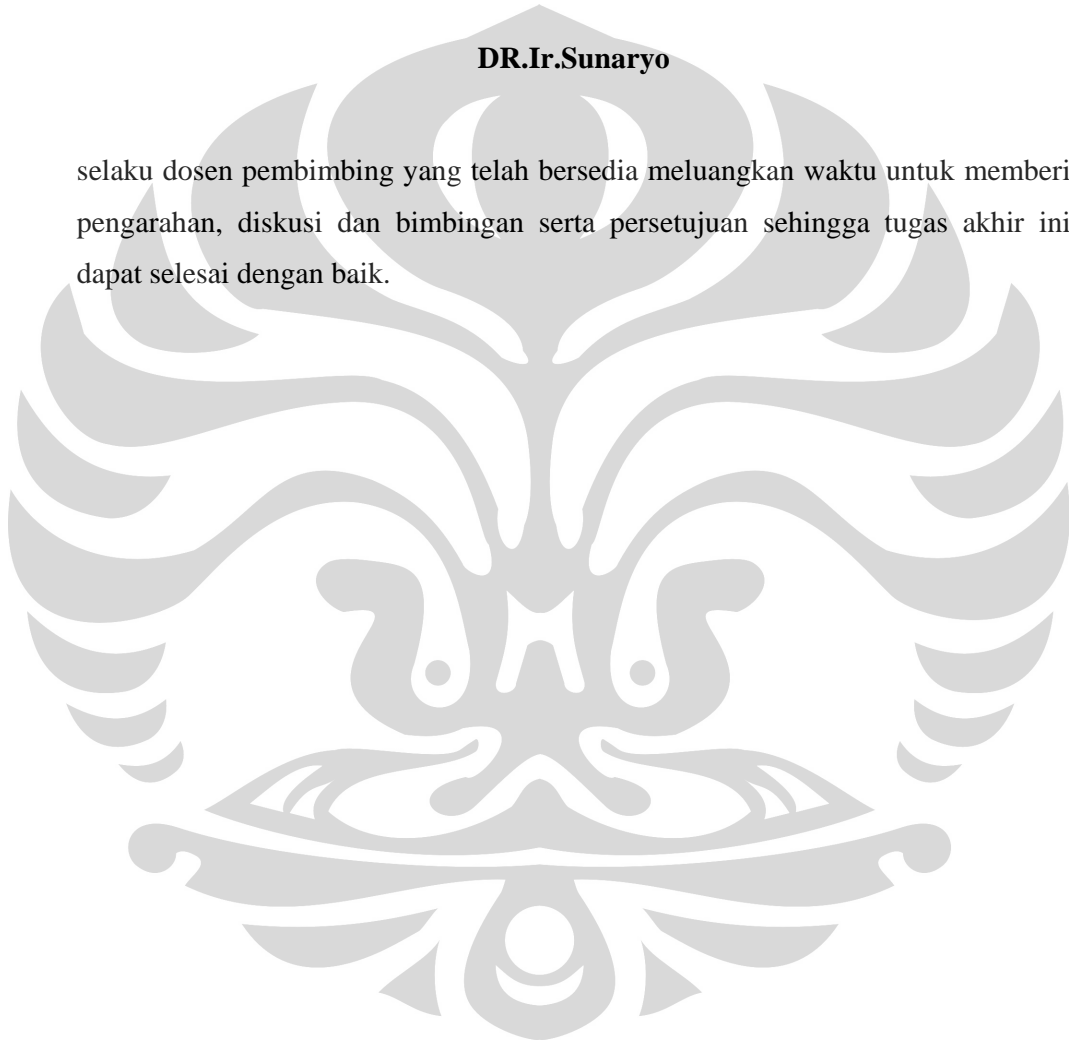 DR.Ir.Sunaryo
selaku dosen pembimbing yang telah bersedia meluangkan waktu untuk memberi
pengarahan, diskusi dan bimbingan serta persetujuan sehingga tugas akhir ini
dapat selesai dengan baik.